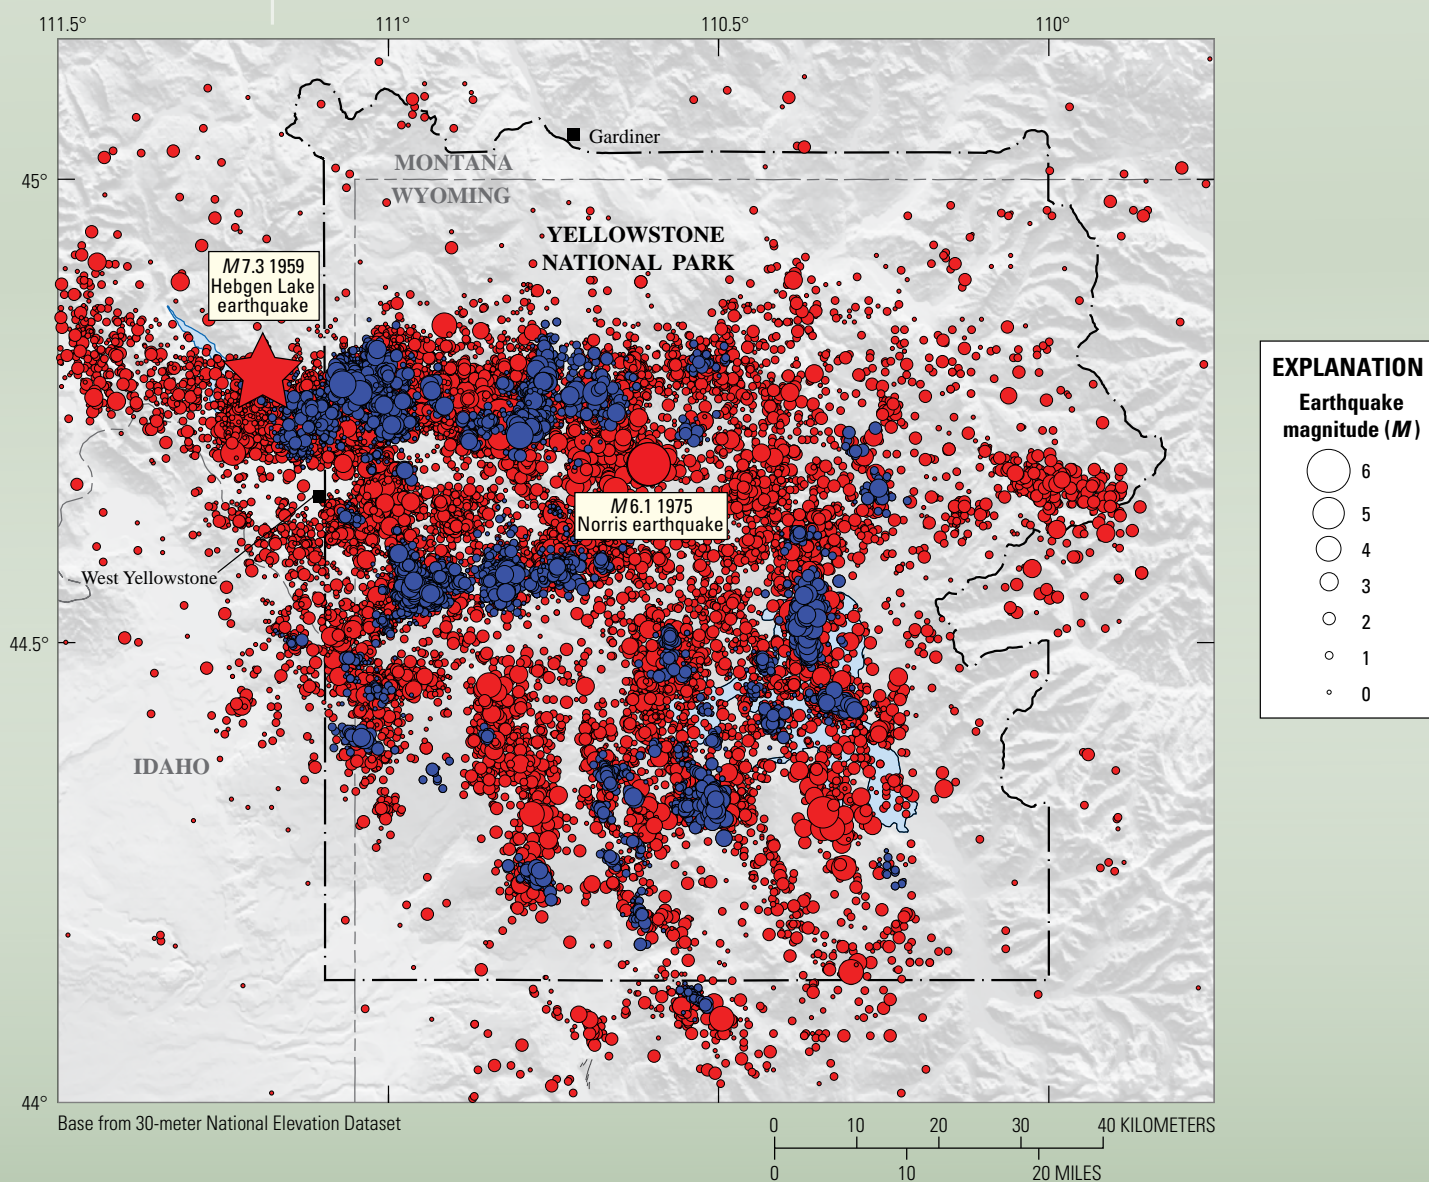 111.5° 111° 110.5° 110°
Gardiner
MONTANA
45°
WYOMING
YELLOWSTONE
NATIONAL PARK
M 7.3 1959
Hebgen Lake
earthquake
EXPLANATION
Earthquake
magnitude (M)
6
5
4
3
2
1
0
M 6.1 1975
Norris earthquake
West Yellowstone
44.5°
IDAHO
44°
Base from 30-meter National Elevation Dataset
0 10 20 30 40 KILOMETERS
0 10 20 MILES